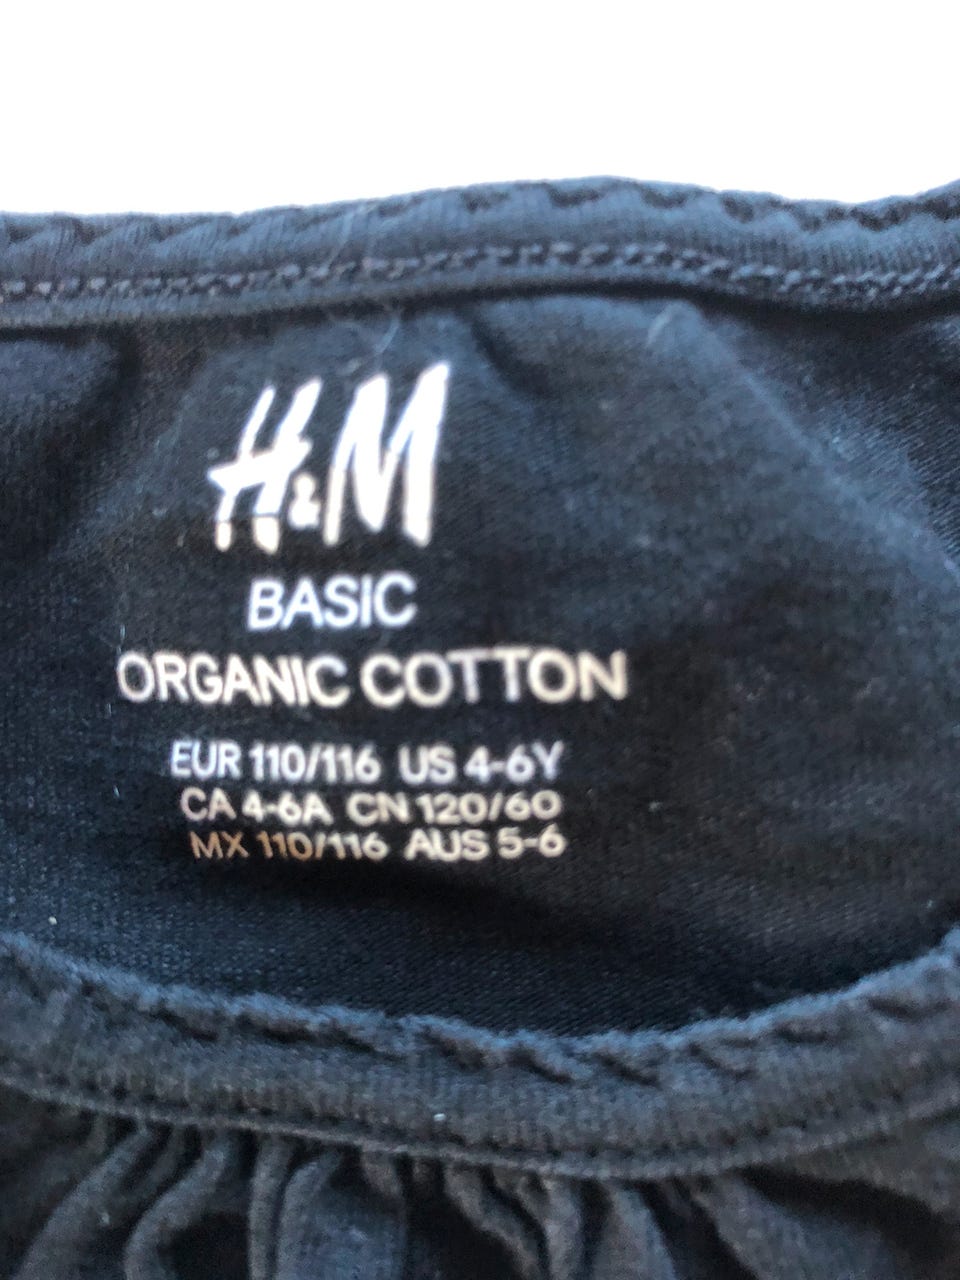 H&M
BASIC
ORGANIC COTTON
EUR 110/116 US 4-6Y
CA 4-6A CN 120/60
MX 110/116 AUS 5-6